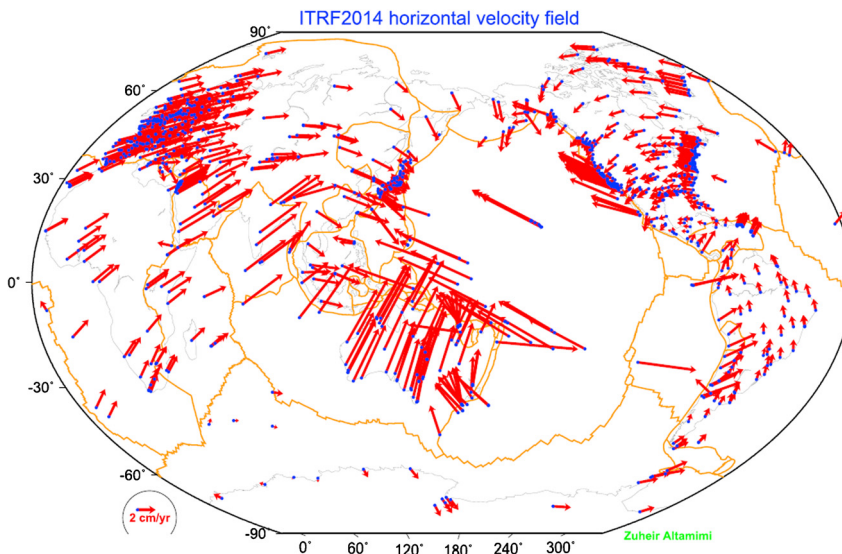 ITRF2014 horizontal velocity field
90˚
60˚
30˚
0˚
-30˚
-60˚
-90˚
0˚ 60˚ 120˚ 180˚ 240˚ 300˚
2 cm/yr
Zuheir Altamimi